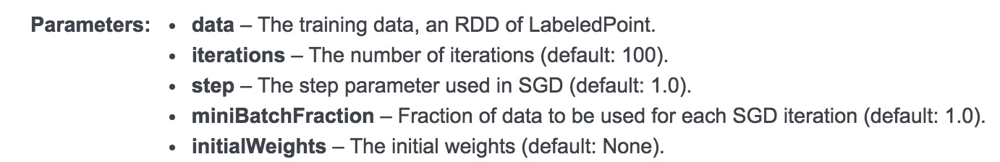 Parameters: • data – The training data, an RDD of LabeledPoint.
• iterations – The number of iterations (default: 100).
• step – The step parameter used in SGD (default: 1.0).
• miniBatchFraction – Fraction of data to be used for each SGD iteration (default: 1.0).
• initialWeights – The initial weights (default: None).